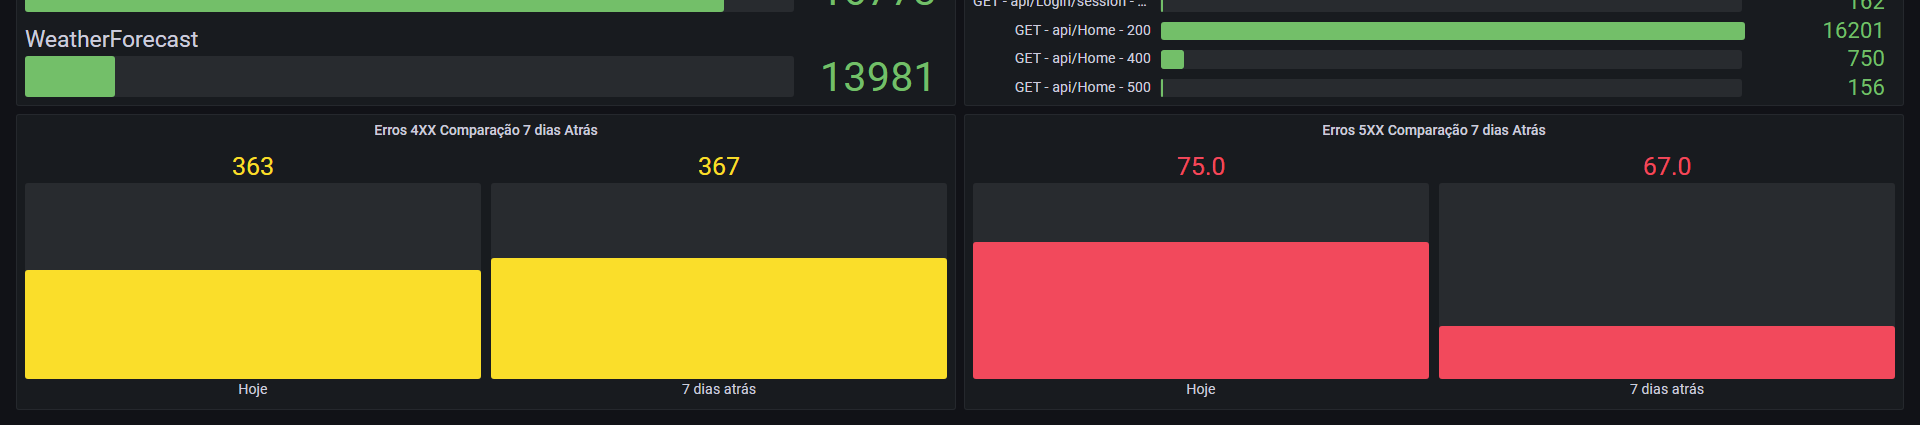 WeatherForecast
13981
GET - api/Login/session - ...
162
GET - api/Home - 200
16201
GET - api/Home - 400
750
GET - api/Home - 500
156
Erros 4XX Comparação 7 dias Atrás
363
367
Hoje
7 dias atrás
Erros 5XX Comparação 7 dias Atrás
75.0
67.0
Hoje
7 dias atrás